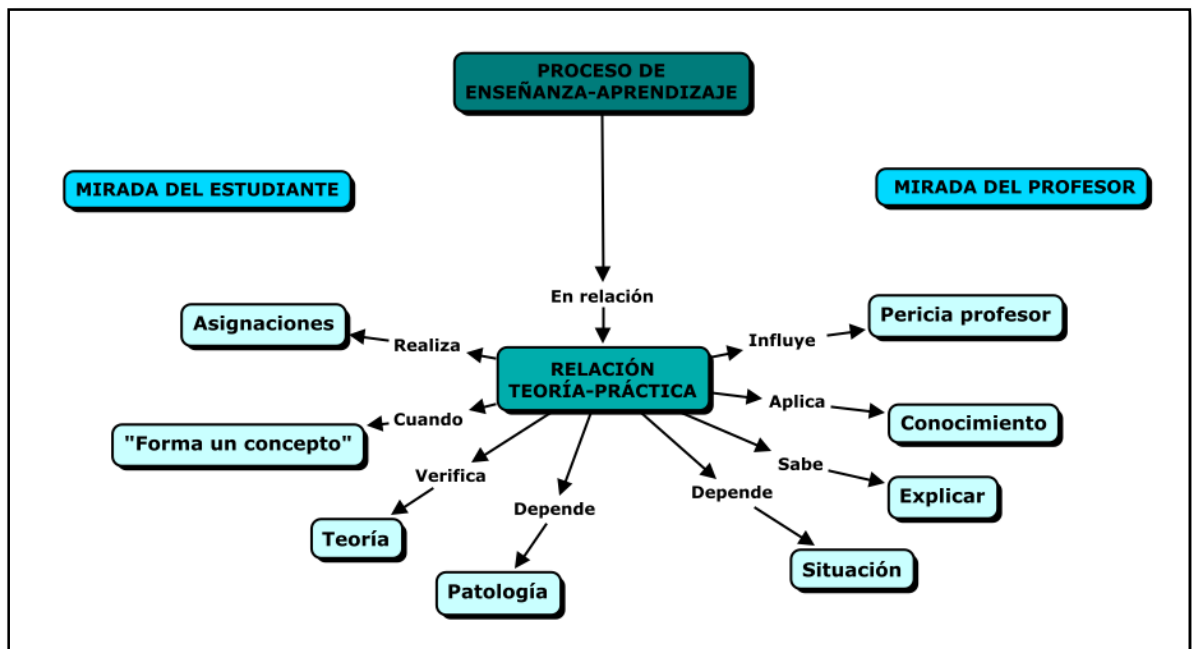 PROCESO DE
ENSEÑANZA-APRENDIZAJE
MIRADA DEL ESTUDIANTE
MIRADA DEL PROFESOR
En relación
Asignaciones
Realiza
Influye
Pericia profesor
RELACIÓN
TEORÍA-PRÁCTICA
"Forma un concepto"
Cuando
Aplica
Conocimiento
Verifica
Sabe
Explicar
Depende
Depende
Teoría
Patología
Situación